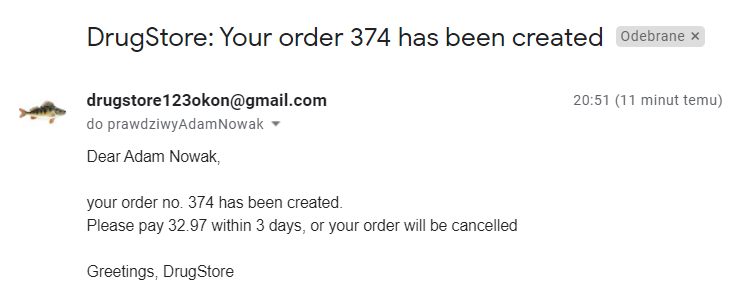 DrugStore: Your order 374 has been created Odebrane ×
drugstore123okon@gmail.com 20:51 (11 minut temu)
do prawdziwyAdamNowak
Dear Adam Nowak,
your order no. 374 has been created.
Please pay 32.97 within 3 days, or your order will be cancelled
Greetings, DrugStore